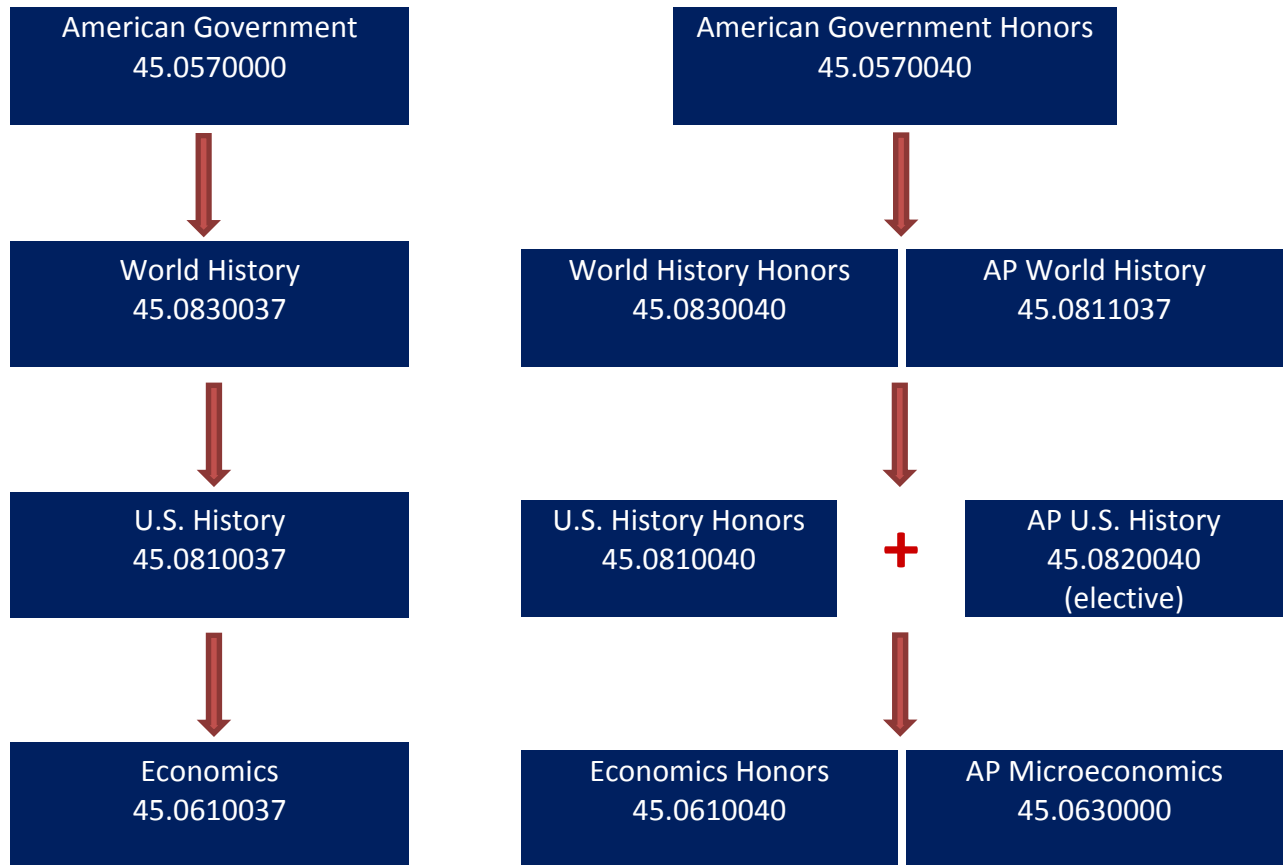 American Government
45.0570000
American Government Honors
45.0570040
World History
45.0830037
World History Honors
45.0830040
AP World History
45.0811037
U.S. History
45.0810037
U.S. History Honors
45.0810040
+
AP U.S. History
45.0820040
(elective)
Economics
45.0610037
Economics Honors
45.0610040
AP Microeconomics
45.0630000